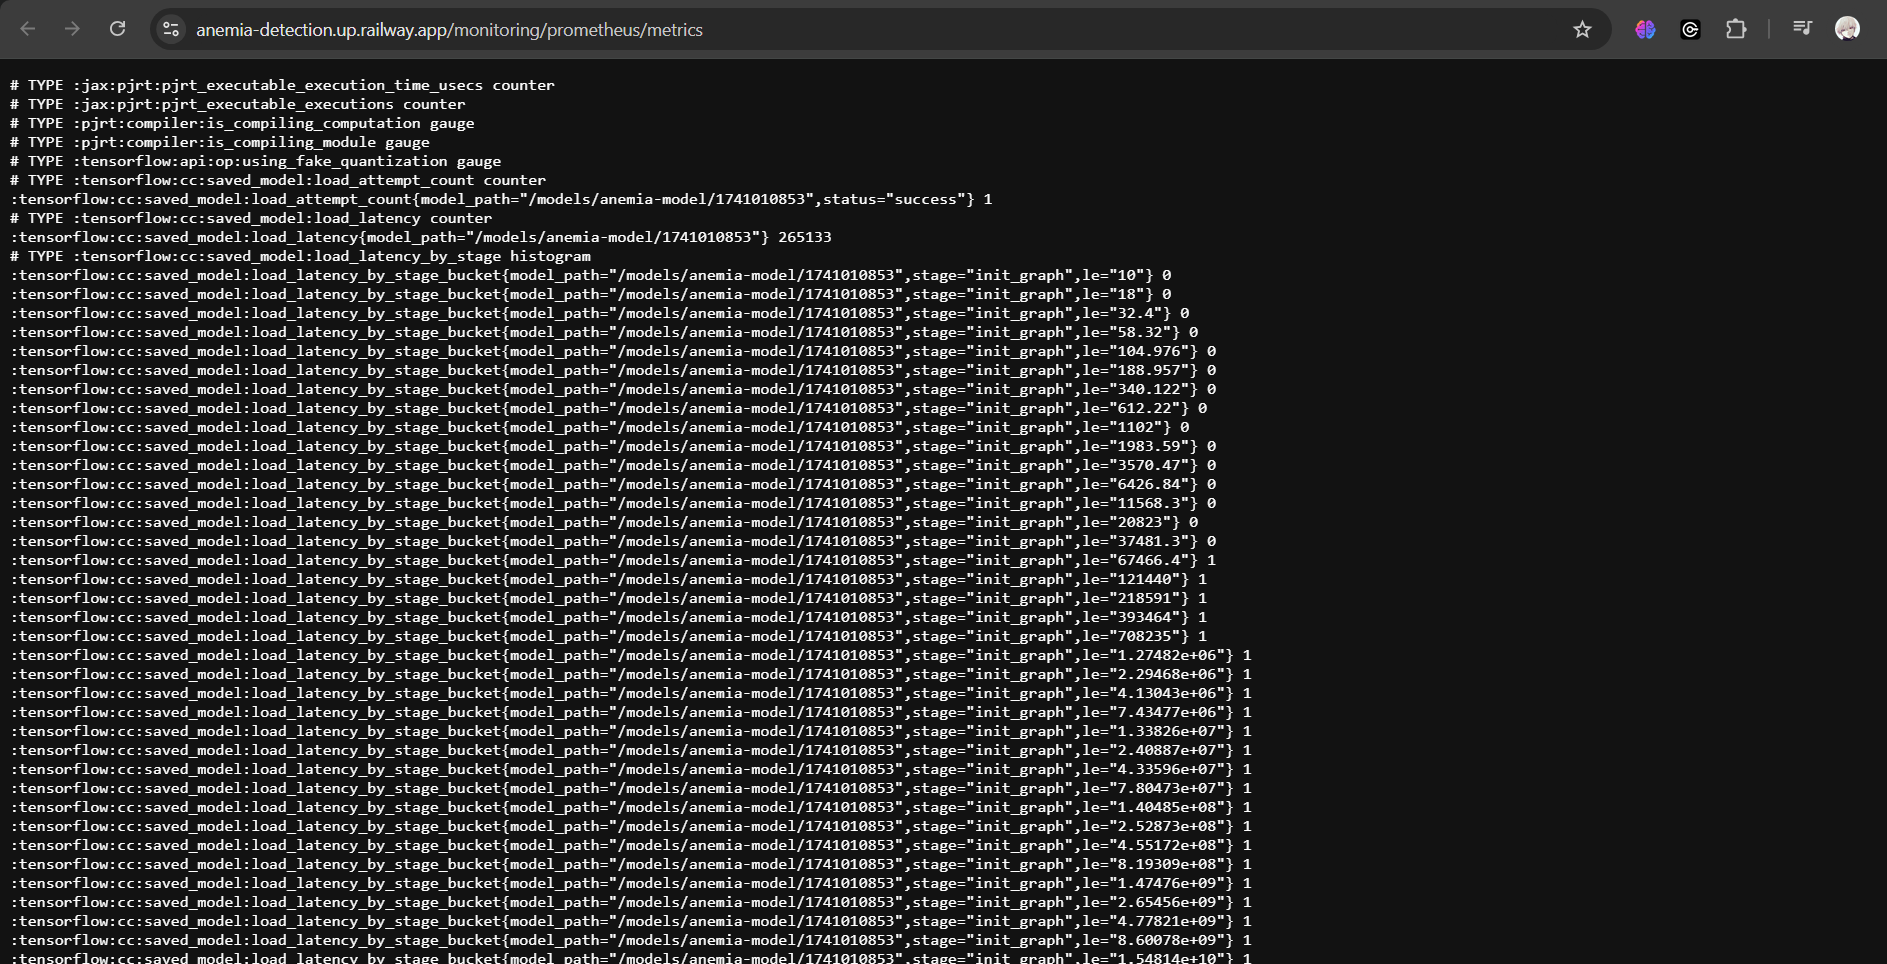 anemia-detection.up.railway.app/monitoring/prometheus/metrics
# TYPE :jax:pjrt:pjrt_executable_execution_time_usecs counter
# TYPE :jax:pjrt:pjrt_executable_executions counter
# TYPE :pjrt:compiler:is_compiling_computation gauge
# TYPE :pjrt:compiler:is_compiling_module gauge
# TYPE :tensorflow:api:op:using_fake_quantization gauge
# TYPE :tensorflow:cc:saved_model:load_attempt_count counter
:tensorflow:cc:saved_model:load_attempt_count{model_path="/models/anemia-model/1741010853",status="success"} 1
# TYPE :tensorflow:cc:saved_model:load_latency counter
:tensorflow:cc:saved_model:load_latency{model_path="/models/anemia-model/1741010853"} 265133
# TYPE :tensorflow:cc:saved_model:load_latency_by_stage histogram
:tensorflow:cc:saved_model:load_latency_by_stage_bucket{model_path="/models/anemia-model/1741010853",stage="init_graph",le="10"} 0
:tensorflow:cc:saved_model:load_latency_by_stage_bucket{model_path="/models/anemia-model/1741010853",stage="init_graph",le="18"} 0
:tensorflow:cc:saved_model:load_latency_by_stage_bucket{model_path="/models/anemia-model/1741010853",stage="init_graph",le="32.4"} 0
:tensorflow:cc:saved_model:load_latency_by_stage_bucket{model_path="/models/anemia-model/1741010853",stage="init_graph",le="58.32"} 0
:tensorflow:cc:saved_model:load_latency_by_stage_bucket{model_path="/models/anemia-model/1741010853",stage="init_graph",le="104.976"} 0
:tensorflow:cc:saved_model:load_latency_by_stage_bucket{model_path="/models/anemia-model/1741010853",stage="init_graph",le="188.957"} 0
:tensorflow:cc:saved_model:load_latency_by_stage_bucket{model_path="/models/anemia-model/1741010853",stage="init_graph",le="340.122"} 0
:tensorflow:cc:saved_model:load_latency_by_stage_bucket{model_path="/models/anemia-model/1741010853",stage="init_graph",le="612.22"} 0
:tensorflow:cc:saved_model:load_latency_by_stage_bucket{model_path="/models/anemia-model/1741010853",stage="init_graph",le="1102"} 0
:tensorflow:cc:saved_model:load_latency_by_stage_bucket{model_path="/models/anemia-model/1741010853",stage="init_graph",le="1983.59"} 0
:tensorflow:cc:saved_model:load_latency_by_stage_bucket{model_path="/models/anemia-model/1741010853",stage="init_graph",le="3570.47"} 0
:tensorflow:cc:saved_model:load_latency_by_stage_bucket{model_path="/models/anemia-model/1741010853",stage="init_graph",le="6426.84"} 0
:tensorflow:cc:saved_model:load_latency_by_stage_bucket{model_path="/models/anemia-model/1741010853",stage="init_graph",le="11568.3"} 0
:tensorflow:cc:saved_model:load_latency_by_stage_bucket{model_path="/models/anemia-model/1741010853",stage="init_graph",le="20823"} 0
:tensorflow:cc:saved_model:load_latency_by_stage_bucket{model_path="/models/anemia-model/1741010853",stage="init_graph",le="37481.3"} 0
:tensorflow:cc:saved_model:load_latency_by_stage_bucket{model_path="/models/anemia-model/1741010853",stage="init_graph",le="67466.4"} 1
:tensorflow:cc:saved_model:load_latency_by_stage_bucket{model_path="/models/anemia-model/1741010853",stage="init_graph",le="121440"} 1
:tensorflow:cc:saved_model:load_latency_by_stage_bucket{model_path="/models/anemia-model/1741010853",stage="init_graph",le="218591"} 1
:tensorflow:cc:saved_model:load_latency_by_stage_bucket{model_path="/models/anemia-model/1741010853",stage="init_graph",le="393464"} 1
:tensorflow:cc:saved_model:load_latency_by_stage_bucket{model_path="/models/anemia-model/1741010853",stage="init_graph",le="708235"} 1
:tensorflow:cc:saved_model:load_latency_by_stage_bucket{model_path="/models/anemia-model/1741010853",stage="init_graph",le="1.27482e+06"} 1
:tensorflow:cc:saved_model:load_latency_by_stage_bucket{model_path="/models/anemia-model/1741010853",stage="init_graph",le="2.29468e+06"} 1
:tensorflow:cc:saved_model:load_latency_by_stage_bucket{model_path="/models/anemia-model/1741010853",stage="init_graph",le="4.13043e+06"} 1
:tensorflow:cc:saved_model:load_latency_by_stage_bucket{model_path="/models/anemia-model/1741010853",stage="init_graph",le="7.43477e+06"} 1
:tensorflow:cc:saved_model:load_latency_by_stage_bucket{model_path="/models/anemia-model/1741010853",stage="init_graph",le="1.33826e+07"} 1
:tensorflow:cc:saved_model:load_latency_by_stage_bucket{model_path="/models/anemia-model/1741010853",stage="init_graph",le="2.40887e+07"} 1
:tensorflow:cc:saved_model:load_latency_by_stage_bucket{model_path="/models/anemia-model/1741010853",stage="init_graph",le="4.33596e+07"} 1
:tensorflow:cc:saved_model:load_latency_by_stage_bucket{model_path="/models/anemia-model/1741010853",stage="init_graph",le="7.80473e+07"} 1
:tensorflow:cc:saved_model:load_latency_by_stage_bucket{model_path="/models/anemia-model/1741010853",stage="init_graph",le="1.40485e+08"} 1
:tensorflow:cc:saved_model:load_latency_by_stage_bucket{model_path="/models/anemia-model/1741010853",stage="init_graph",le="2.52873e+08"} 1
:tensorflow:cc:saved_model:load_latency_by_stage_bucket{model_path="/models/anemia-model/1741010853",stage="init_graph",le="4.55172e+08"} 1
:tensorflow:cc:saved_model:load_latency_by_stage_bucket{model_path="/models/anemia-model/1741010853",stage="init_graph",le="8.19309e+08"} 1
:tensorflow:cc:saved_model:load_latency_by_stage_bucket{model_path="/models/anemia-model/1741010853",stage="init_graph",le="1.47476e+09"} 1
:tensorflow:cc:saved_model:load_latency_by_stage_bucket{model_path="/models/anemia-model/1741010853",stage="init_graph",le="2.65456e+09"} 1
:tensorflow:cc:saved_model:load_latency_by_stage_bucket{model_path="/models/anemia-model/1741010853",stage="init_graph",le="4.77821e+09"} 1
:tensorflow:cc:saved_model:load_latency_by_stage_bucket{model_path="/models/anemia-model/1741010853",stage="init_graph",le="8.60078e+09"} 1
:tensorflow:cc:saved_model:load_latency_by_stage_bucket{model_path="/models/anemia-model/1741010853",stage="init_graph",le="1.54814e+10"} 1